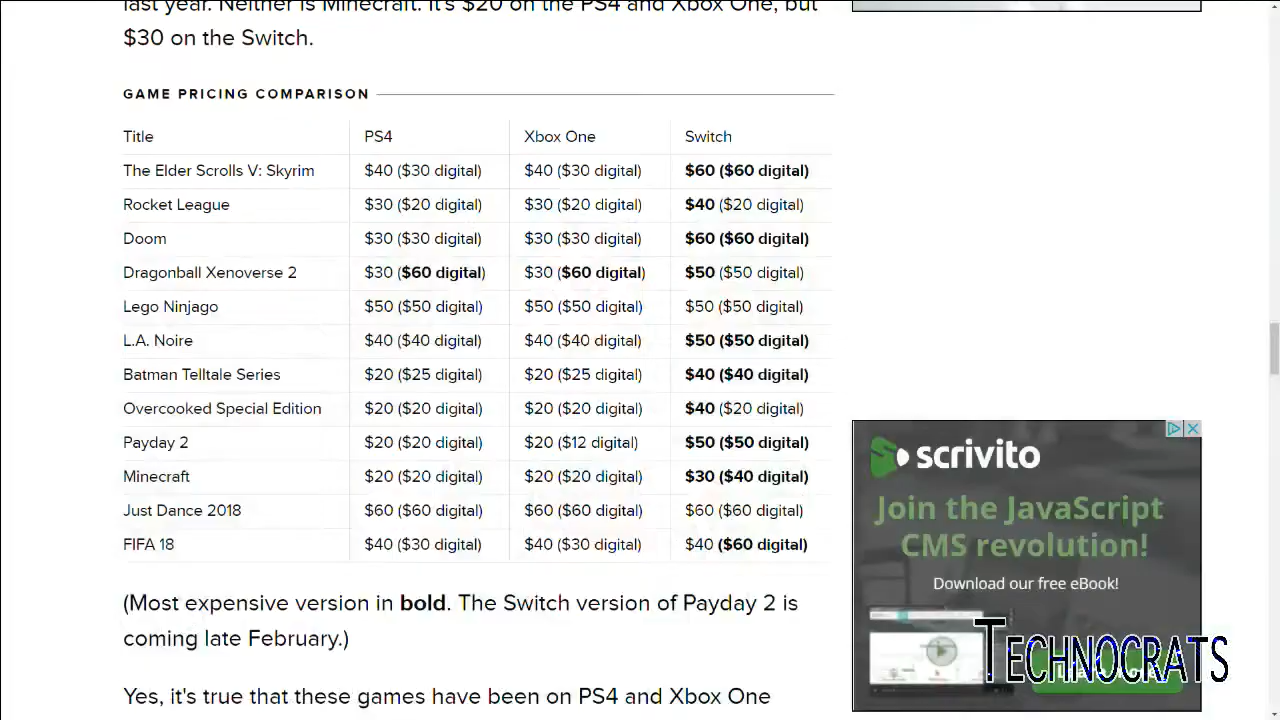 last year. Neither is Minecraft. It's $20 on the PS4 and Xbox One, but
$30 on the Switch.
GAME PRICING COMPARISON
Title PS4 Xbox One Switch
The Elder Scrolls V: Skyrim $40 ($30 digital) $40 ($30 digital) $60 ($60 digital)
Rocket League $30 ($20 digital) $30 ($20 digital) $40 ($20 digital)
Doom $30 ($30 digital) $30 ($30 digital) $60 ($60 digital)
Dragonball Xenoverse 2 $30 ($60 digital) $30 ($60 digital) $50 ($50 digital)
Lego Ninjago $50 ($50 digital) $50 ($50 digital) $50 ($50 digital)
L.A. Noire $40 ($40 digital) $40 ($40 digital) $50 ($50 digital)
Batman Telltale Series $20 ($25 digital) $20 ($25 digital) $40 ($40 digital)
Overcooked Special Edition $20 ($20 digital) $20 ($20 digital) $40 ($20 digital)
Payday 2 $20 ($20 digital) $20 ($12 digital) $50 ($50 digital)
Minecraft $20 ($20 digital) $20 ($20 digital) $30 ($40 digital)
Just Dance 2018 $60 ($60 digital) $60 ($60 digital) $60 ($60 digital)
FIFA 18 $40 ($30 digital) $40 ($30 digital) $40 ($60 digital)
(Most expensive version in bold. The Switch version of Payday 2 is
coming late February.)
Yes, it's true that these games have been on PS4 and Xbox One
scrivito
Join the JavaScript
CMS revolution!
Download our free eBook!
TECHNOCRATS